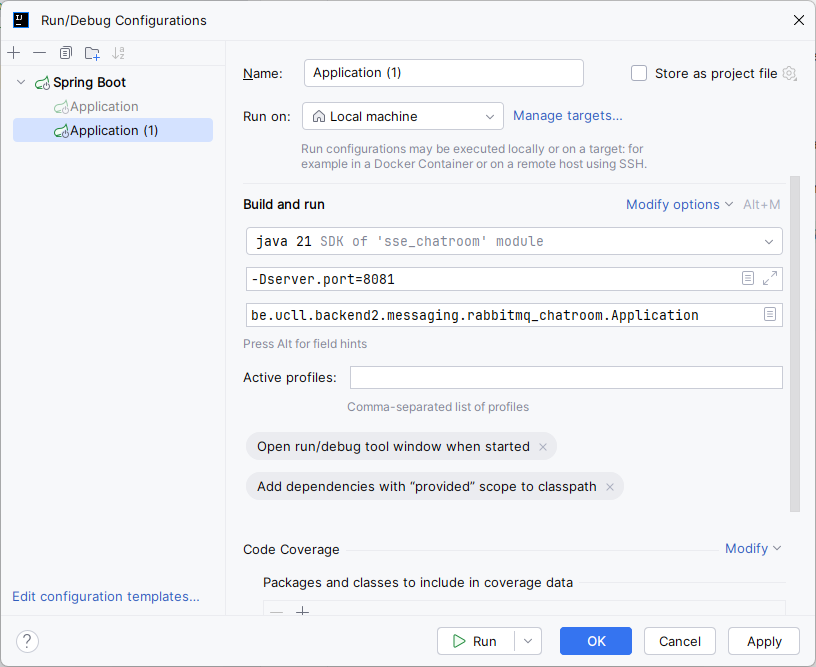 Run/Debug Configurations
Spring Boot
Application
Application (1)
Edit configuration templates...
Name: Application (1) Store as project file
Run on: Local machine Manage targets...
Run configurations may be executed locally or on a target: for
example in a Docker Container or on a remote host using SSH.
Build and run Modify options Alt+M
java 21 SDK of 'sse_chatroom' module
-Dserver.port=8081
be.ucll.backend2.messaging.rabbitmq_chatroom.Application
Press Alt for field hints
Active profiles:
Comma-separated list of profiles
Open run/debug tool window when started ×
Add dependencies with “provided” scope to classpath ×
Code Coverage Modify
Packages and classes to include in coverage data
? Run OK Cancel Apply